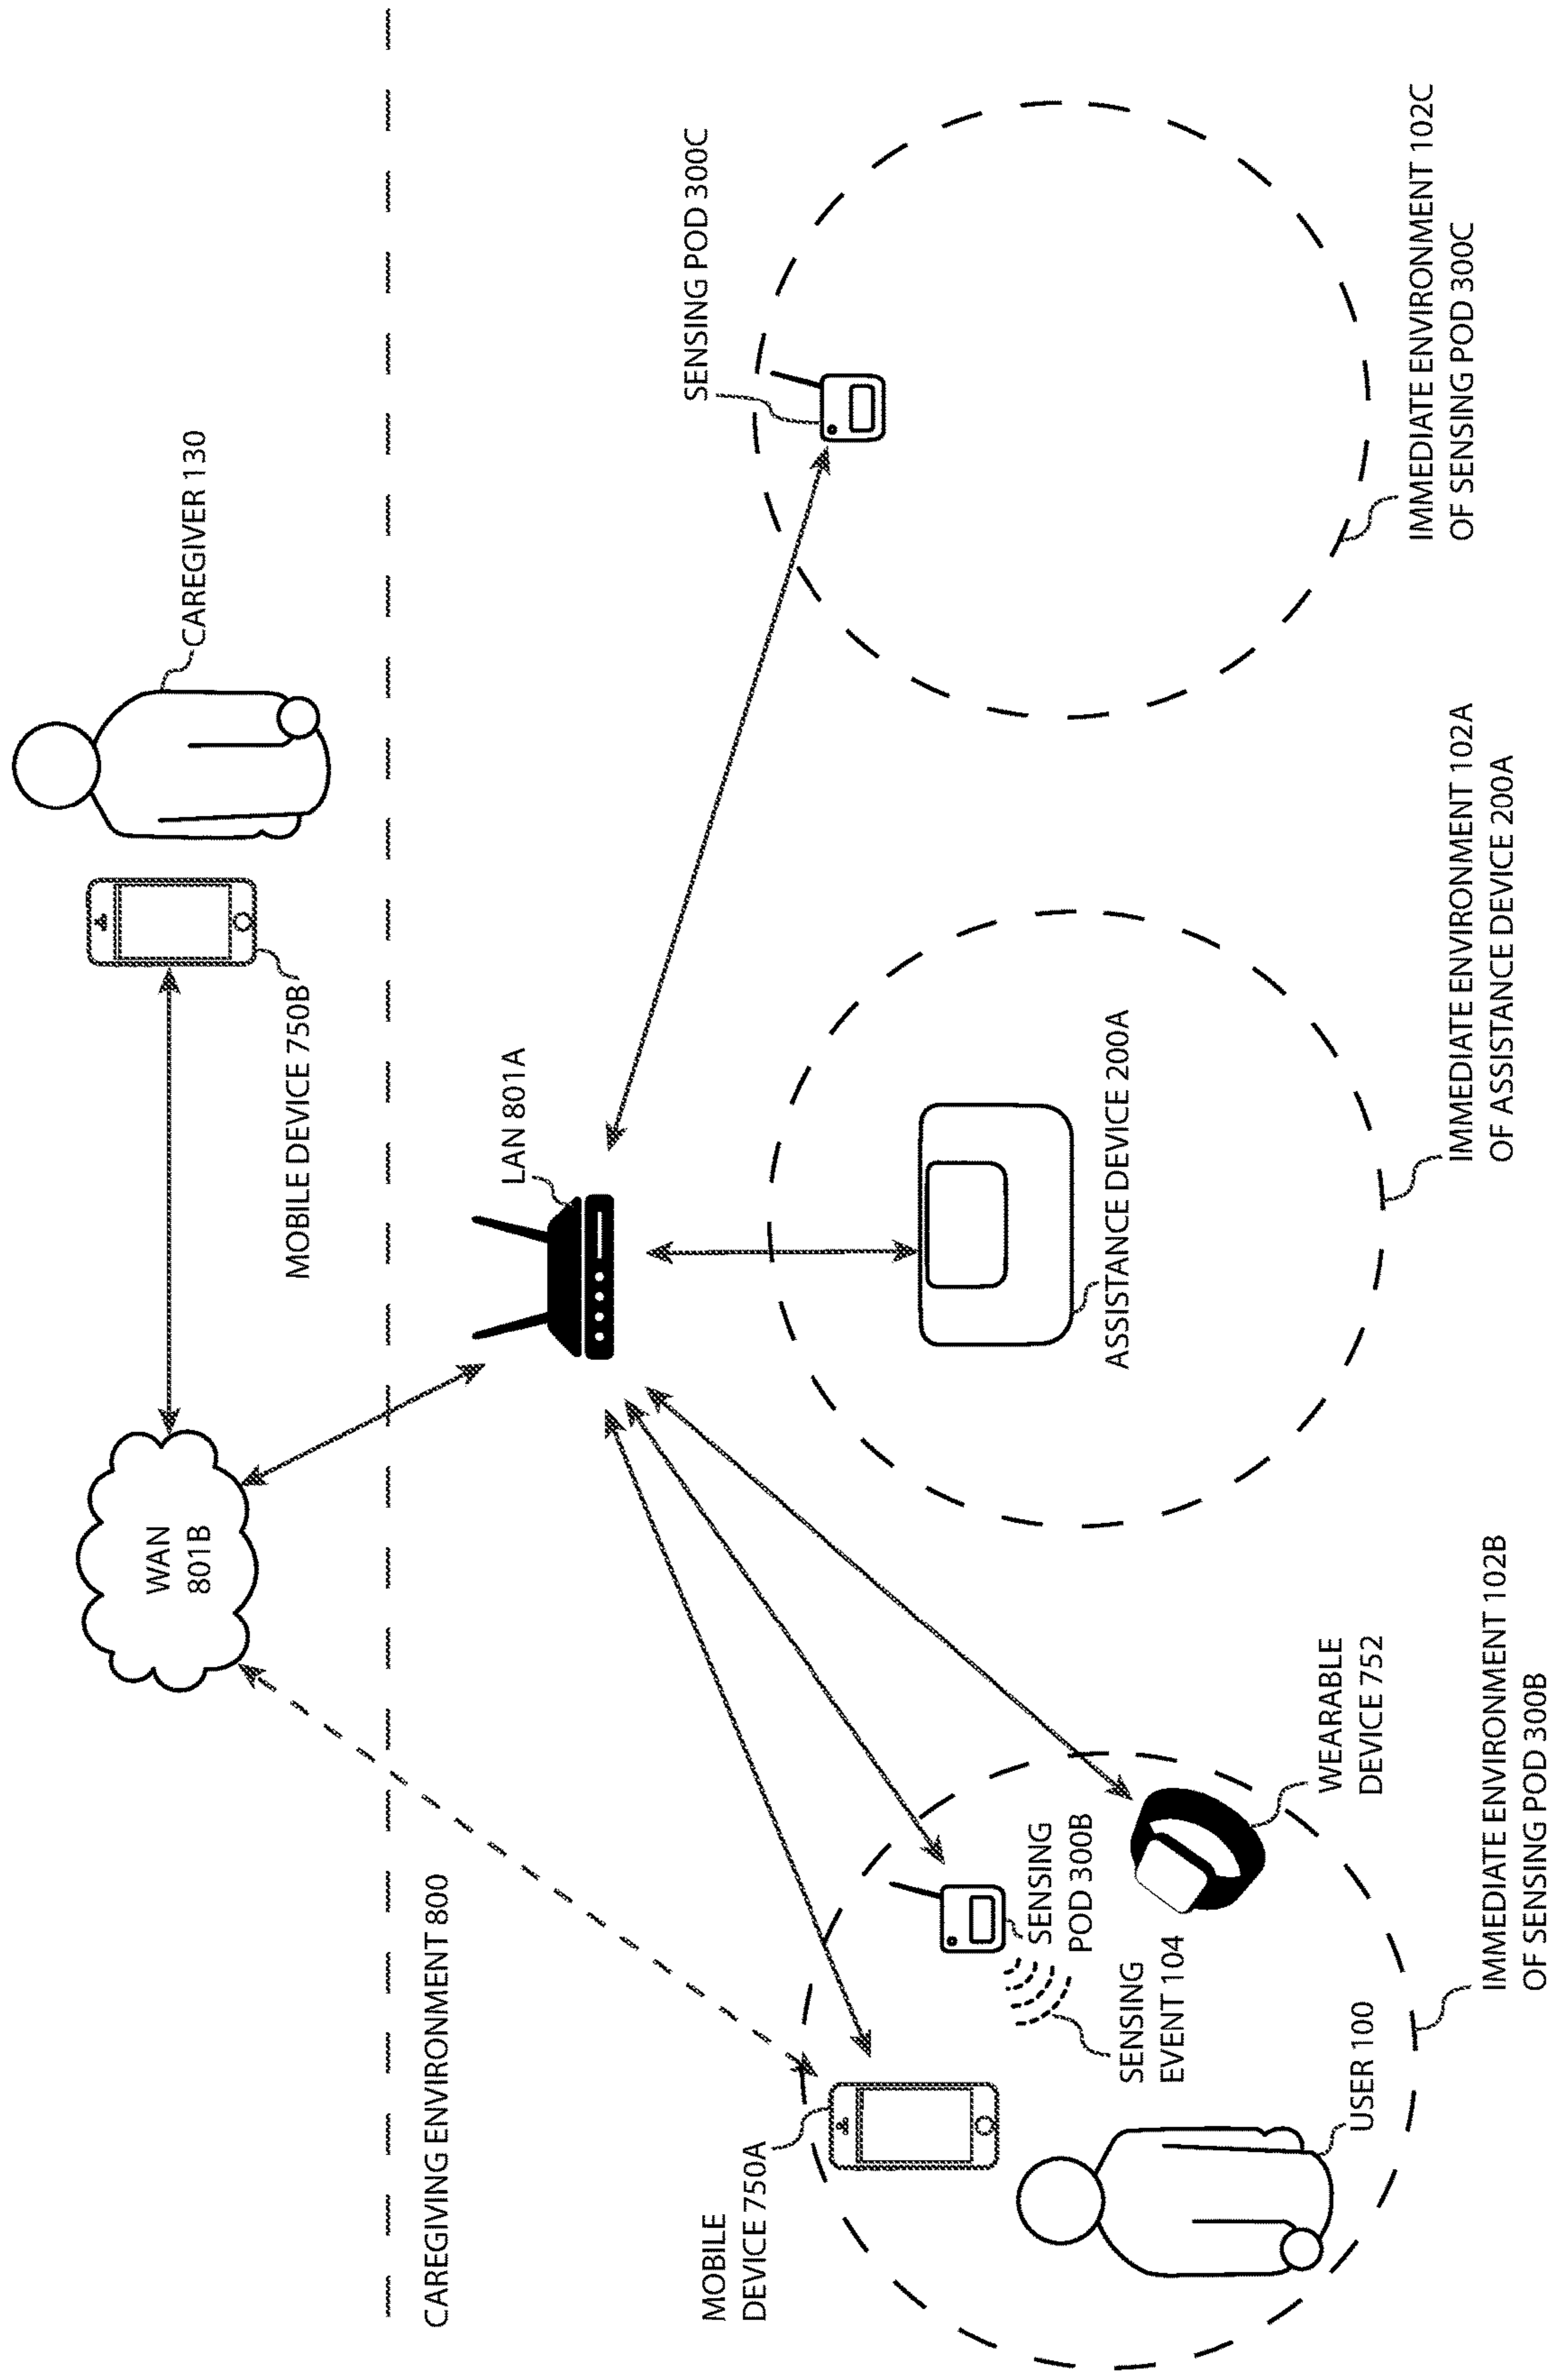 CAREGIVER 130
MOBILE DEVICE 750B
WAN
801B
CAREGIVING ENVIRONMENT 800
LAN 801A
SENSING POD 300C
MOBILE
DEVICE 750A
SENSING
POD 300B
SENSING
EVENT 104
ASSISTANCE DEVICE 200A
WEARABLE
DEVICE 752
USER 100
IMMEDIATE ENVIRONMENT 102B
OF SENSING POD 300B
IMMEDIATE ENVIRONMENT 102A
OF ASSISTANCE DEVICE 200A
IMMEDIATE ENVIRONMENT 102C
OF SENSING POD 300C